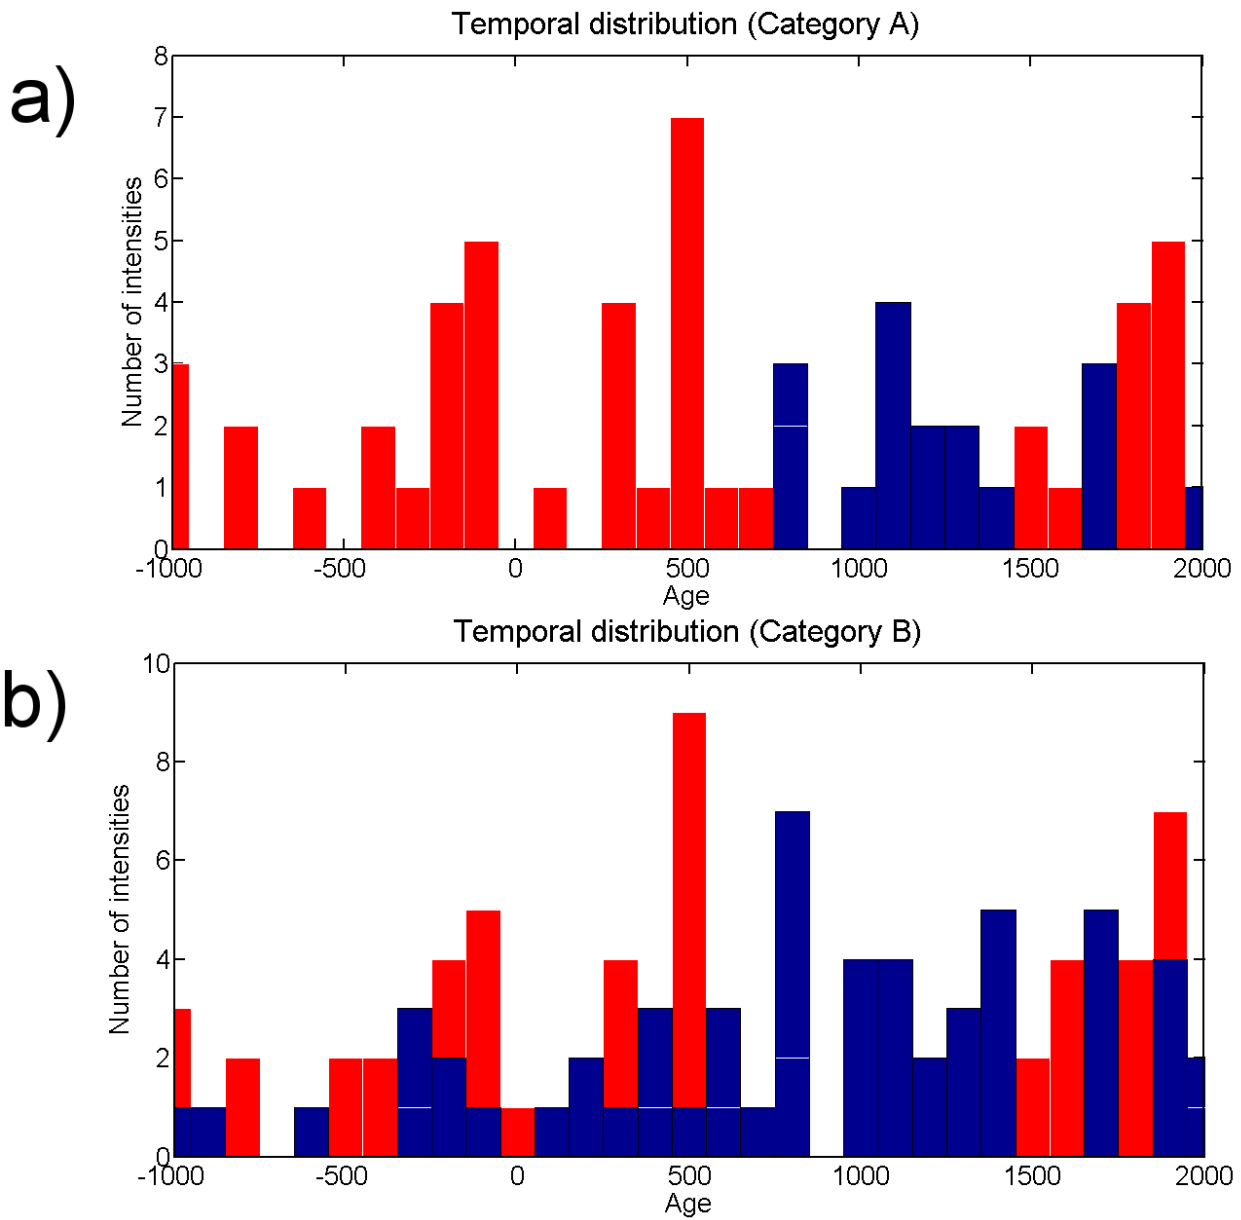 Temporal distribution (Category A)
a)
8
7
6
5
4
3
2
1
0
Number of intensities
-1000 -500 0 500 1000 1500 2000
Age
Temporal distribution (Category B)
b)
10
8
6
4
2
0
Number of intensities
-1000 -500 0 500 1000 1500 2000
Age